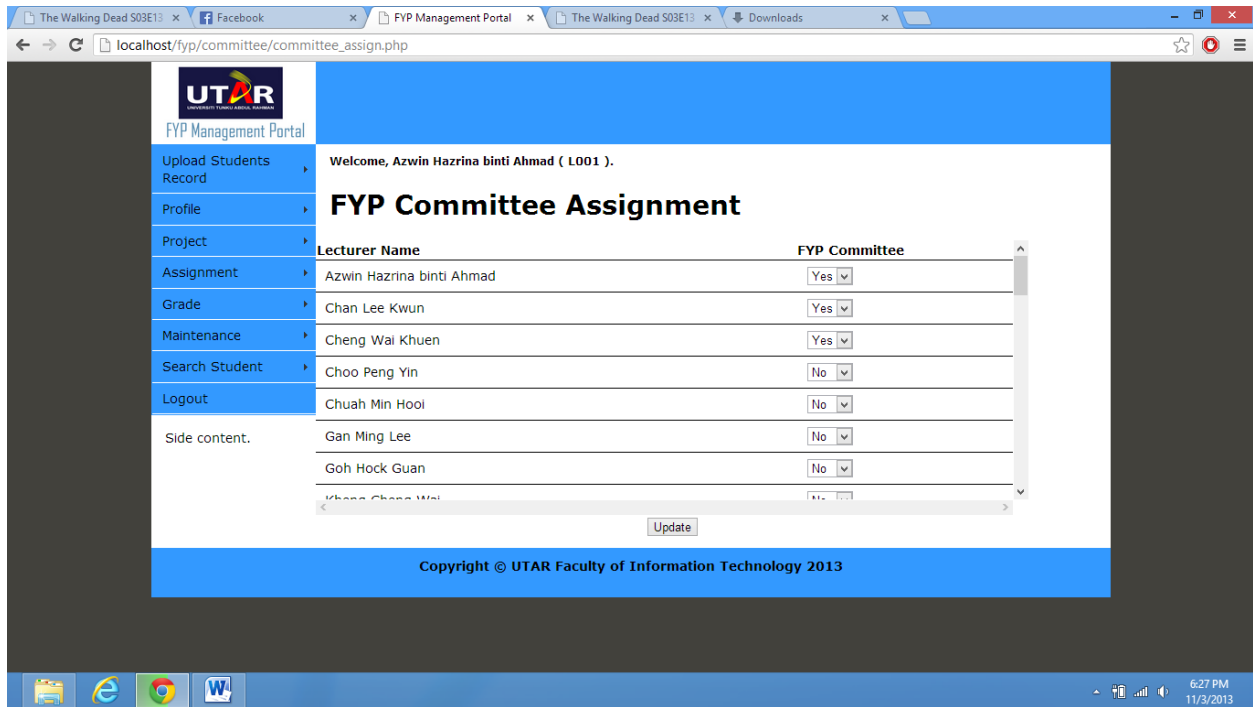 The Walking Dead S03E13
Facebook
FYP Management Portal
The Walking Dead S03E13
Downloads
localhost/fyp/committee/committee_assign.php
UTAR
UNIVERSITI TUNKU ABDUL RAHMAN
FYP Management Portal
Upload Students
Record
Profile
Project
Assignment
Grade
Maintenance
Search Student
Logout
Side content.
Welcome, Azwin Hazrina binti Ahmad ( L001 ).
FYP Committee Assignment
Lecturer Name FYP Committee
Azwin Hazrina binti Ahmad Yes
Chan Lee Kwun Yes
Cheng Wai Khuen Yes
Choo Peng Yin No
Chuah Min Hooi No
Gan Ming Lee No
Goh Hock Guan No
Kheng Cheng Wai No
Update
Copyright © UTAR Faculty of Information Technology 2013
6:27 PM
11/3/2013